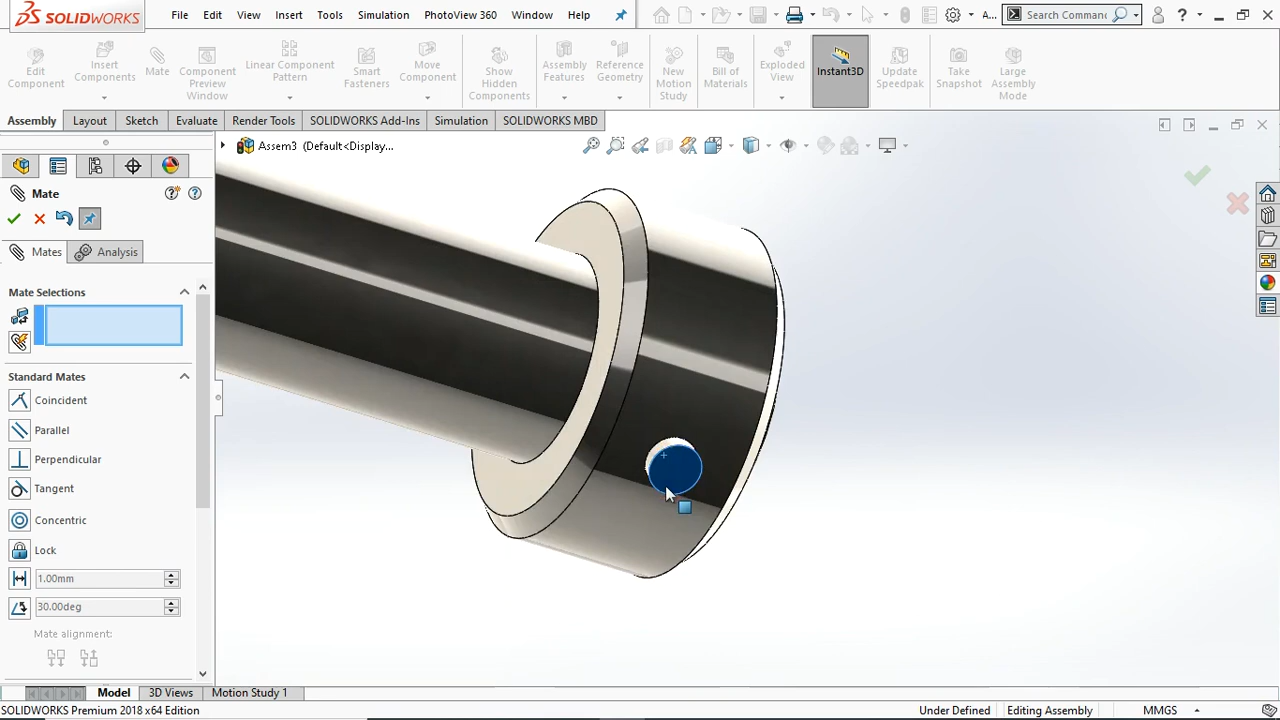 SOLIDWORKS File Edit View Insert Tools Simulation PhotoView 360 Window Help A... Search Comman
Edit Component
Insert Components
Mate
Component Preview Window
Linear Component Pattern
Smart Fasteners
Move Component
Show Hidden Components
Assembly Features
Reference Geometry
New Motion Study
Bill of Materials
Exploded View
Instant3D
Update Speedpak
Take Snapshot
Large Assembly Mode
Assembly Layout Sketch Evaluate Render Tools SOLIDWORKS Add-Ins Simulation SOLIDWORKS MBD
Assem3 (Default<Display...
Mate
Mates Analysis
Mate Selections
Standard Mates
Coincident
Parallel
Perpendicular
Tangent
Concentric
Lock
1.00mm
30.00deg
Mate alignment:
Model 3D Views Motion Study 1
SOLIDWORKS Premium 2018 x64 Edition Under Defined Editing Assembly MMGS